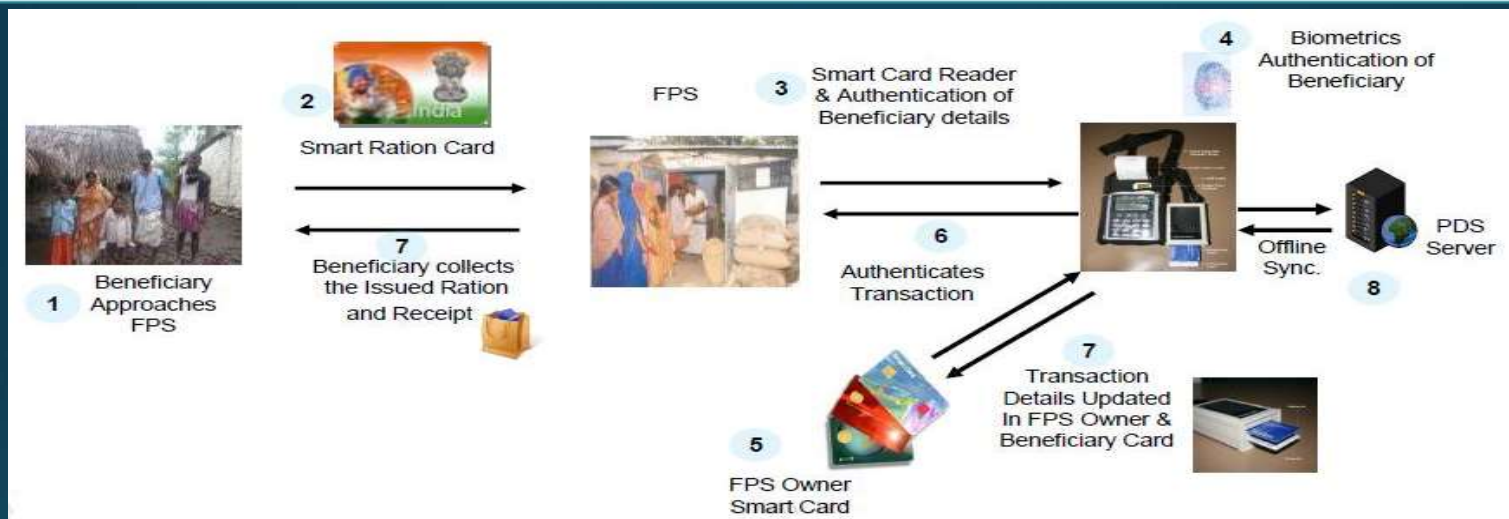 1
Beneficiary
Approaches
FPS
2
India
Smart Ration Card
7
Beneficiary collects
the Issued Ration
and Receipt
FPS
3
Smart Card Reader
& Authentication of
Beneficiary details
4
Biometrics
Authentication of
Beneficiary
6
Authenticates
Transaction
5
FPS Owner
Smart Card
7
Transaction
Details Updated
In FPS Owner &
Beneficiary Card
Offline
Sync.
8
PDS
Server